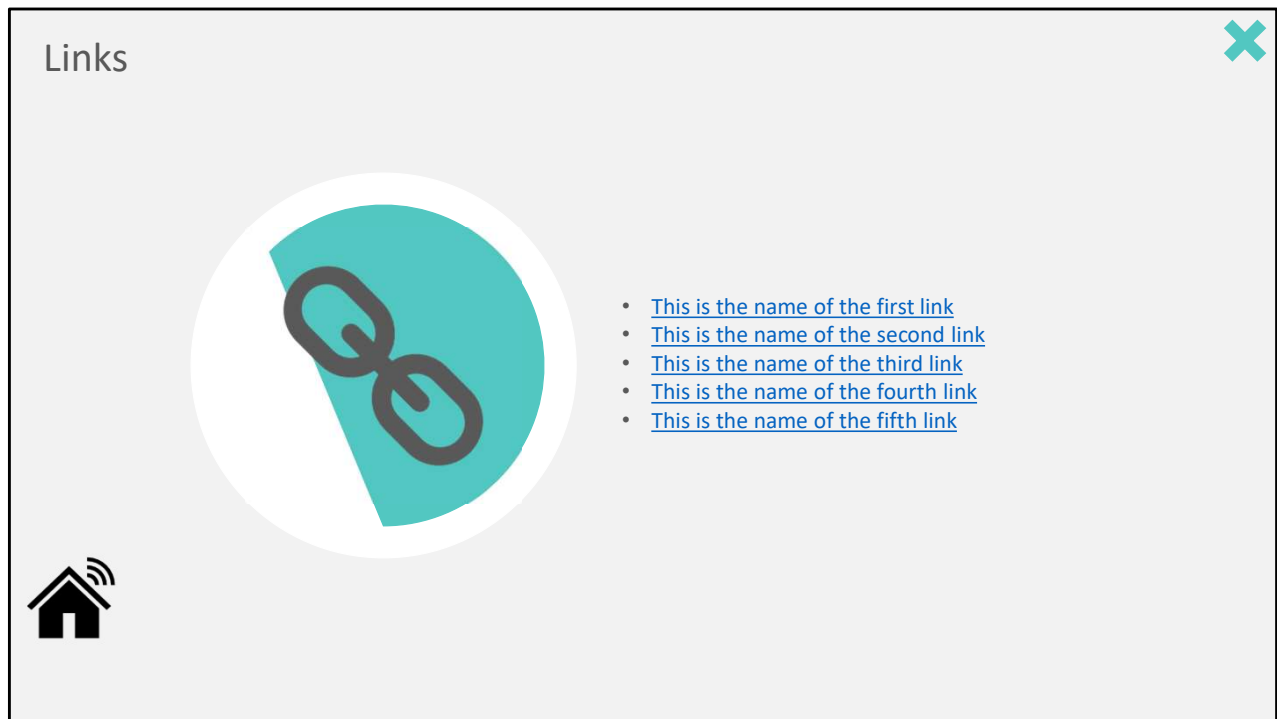 Links
• This is the name of the first link
• This is the name of the second link
• This is the name of the third link
• This is the name of the fourth link
• This is the name of the fifth link